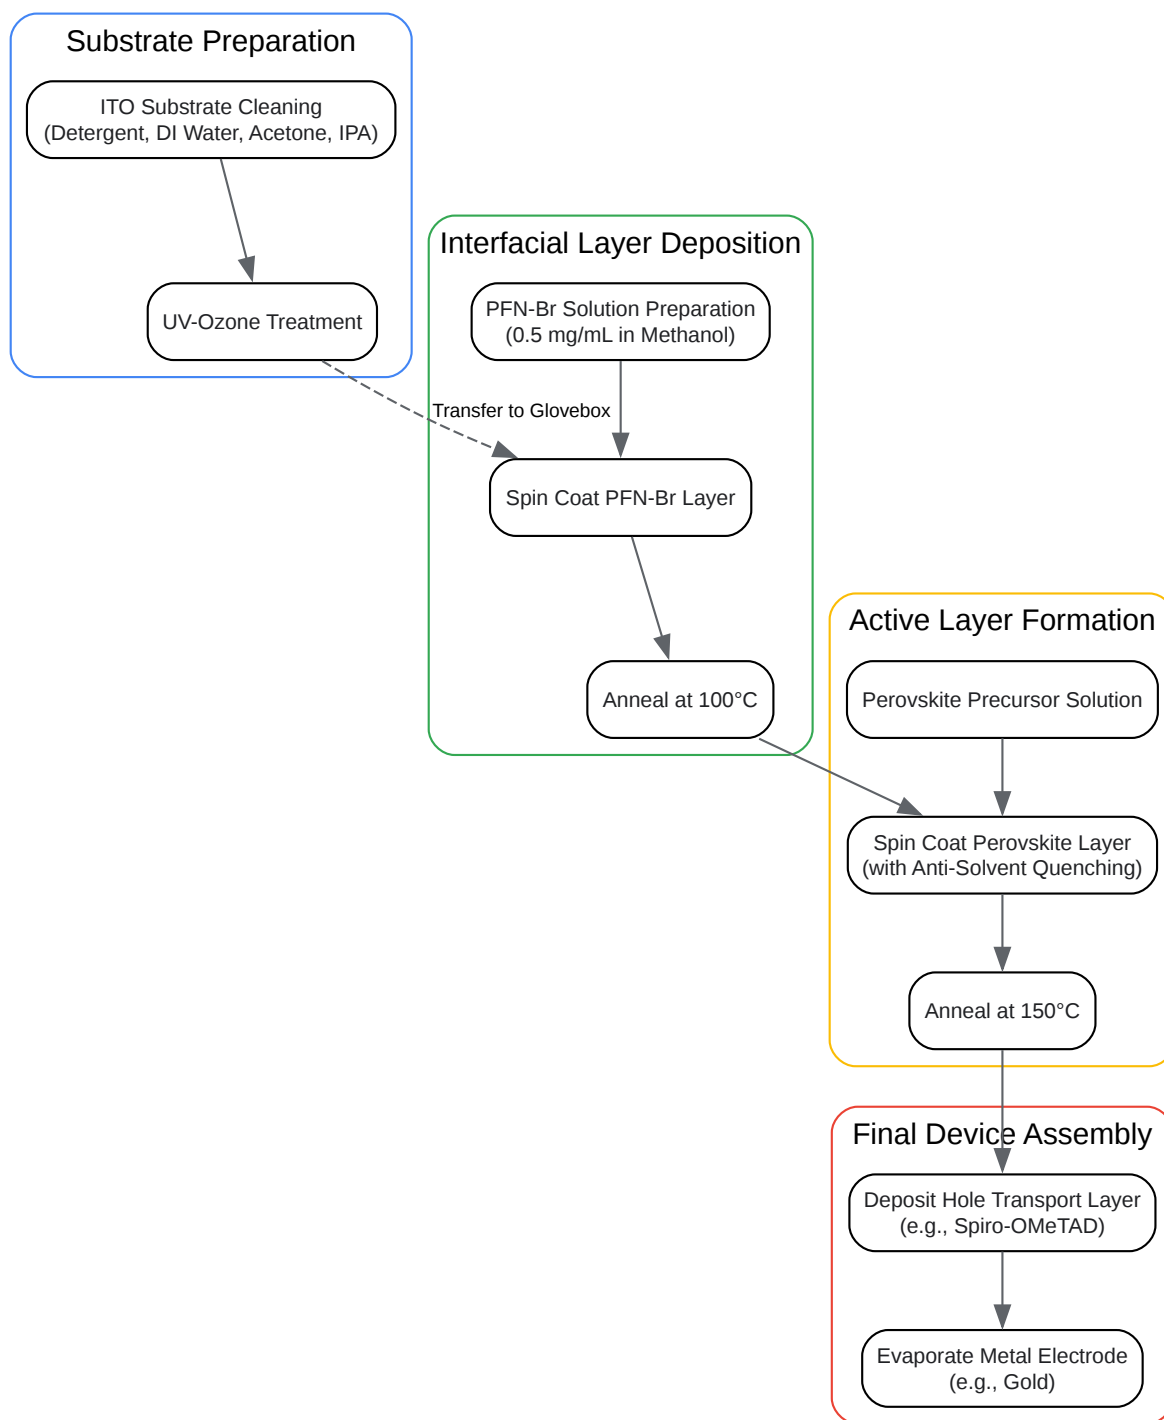 Substrate Preparation
ITO Substrate Cleaning
(Detergent, DI Water, Acetone, IPA)
UV-Ozone Treatment
Interfacial Layer Deposition
PFN-Br Solution Preparation
(0.5 mg/mL in Methanol)
Transfer to Glovebox
Spin Coat PFN-Br Layer
Anneal at 100°C
Active Layer Formation
Perovskite Precursor Solution
Spin Coat Perovskite Layer
(with Anti-Solvent Quenching)
Anneal at 150°C
Final Device Assembly
Deposit Hole Transport Layer
(e.g., Spiro-OMeTAD)
Evaporate Metal Electrode
(e.g., Gold)